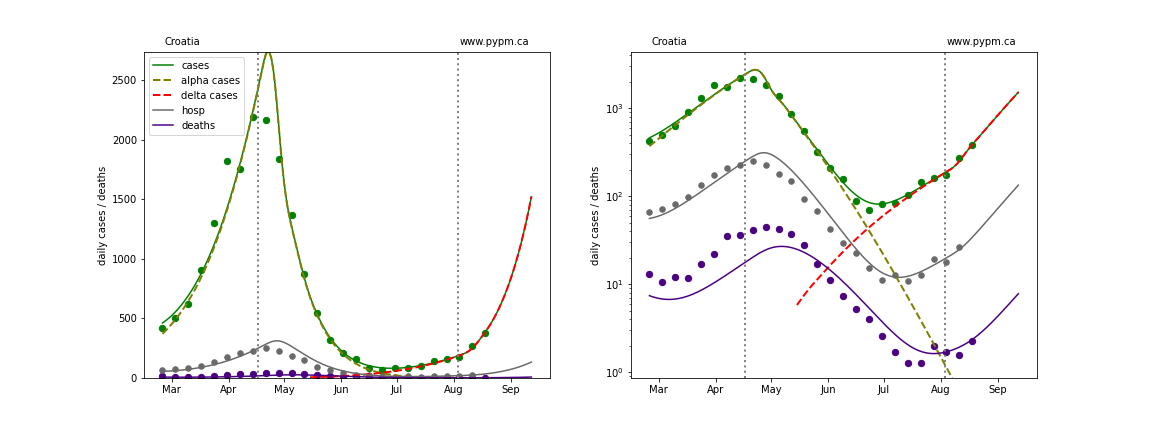 Croatia
www.pypm.ca
cases
alpha cases
delta cases
hosp
deaths
daily cases / deaths
2500
2000
1500
1000
500
0
Mar
Apr
May
Jun
Jul
Aug
Sep
Croatia
www.pypm.ca
daily cases / deaths
10³
10²
10¹
10⁰
Mar
Apr
May
Jun
Jul
Aug
Sep